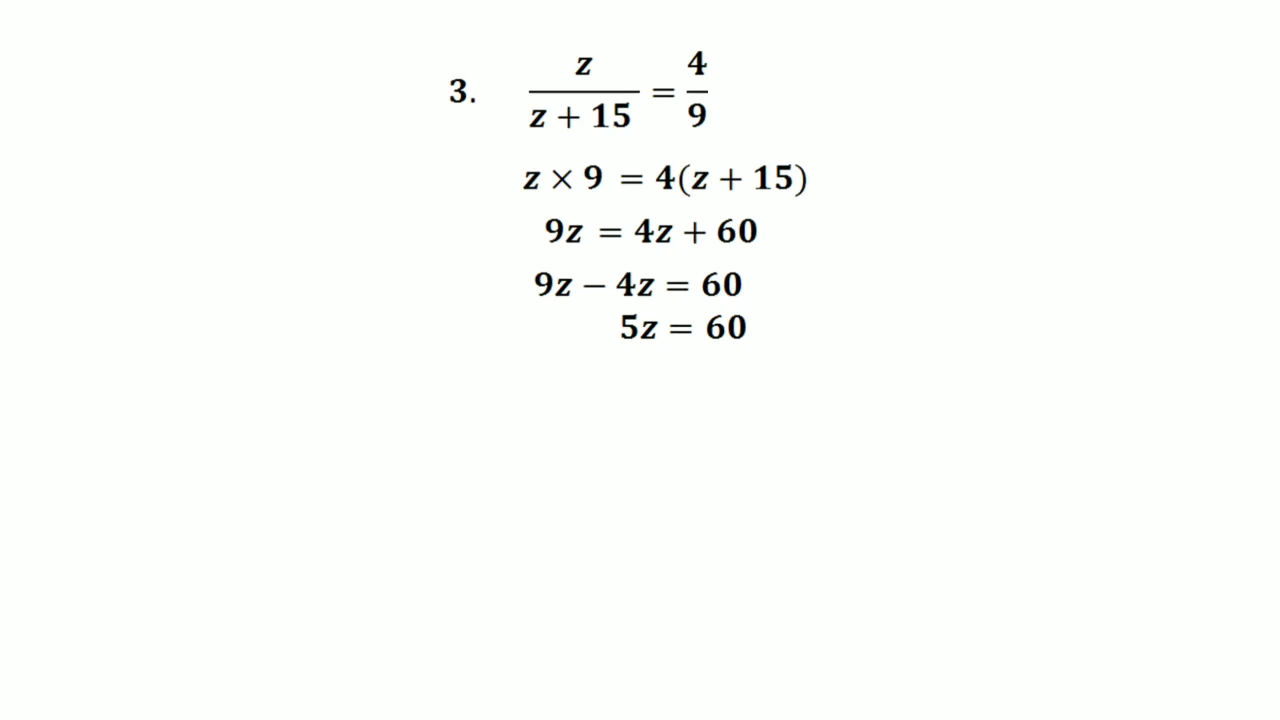 3. z/(z + 15) = 4/9
z × 9 = 4(z + 15)
9z = 4z + 60
9z − 4z = 60
5z = 60